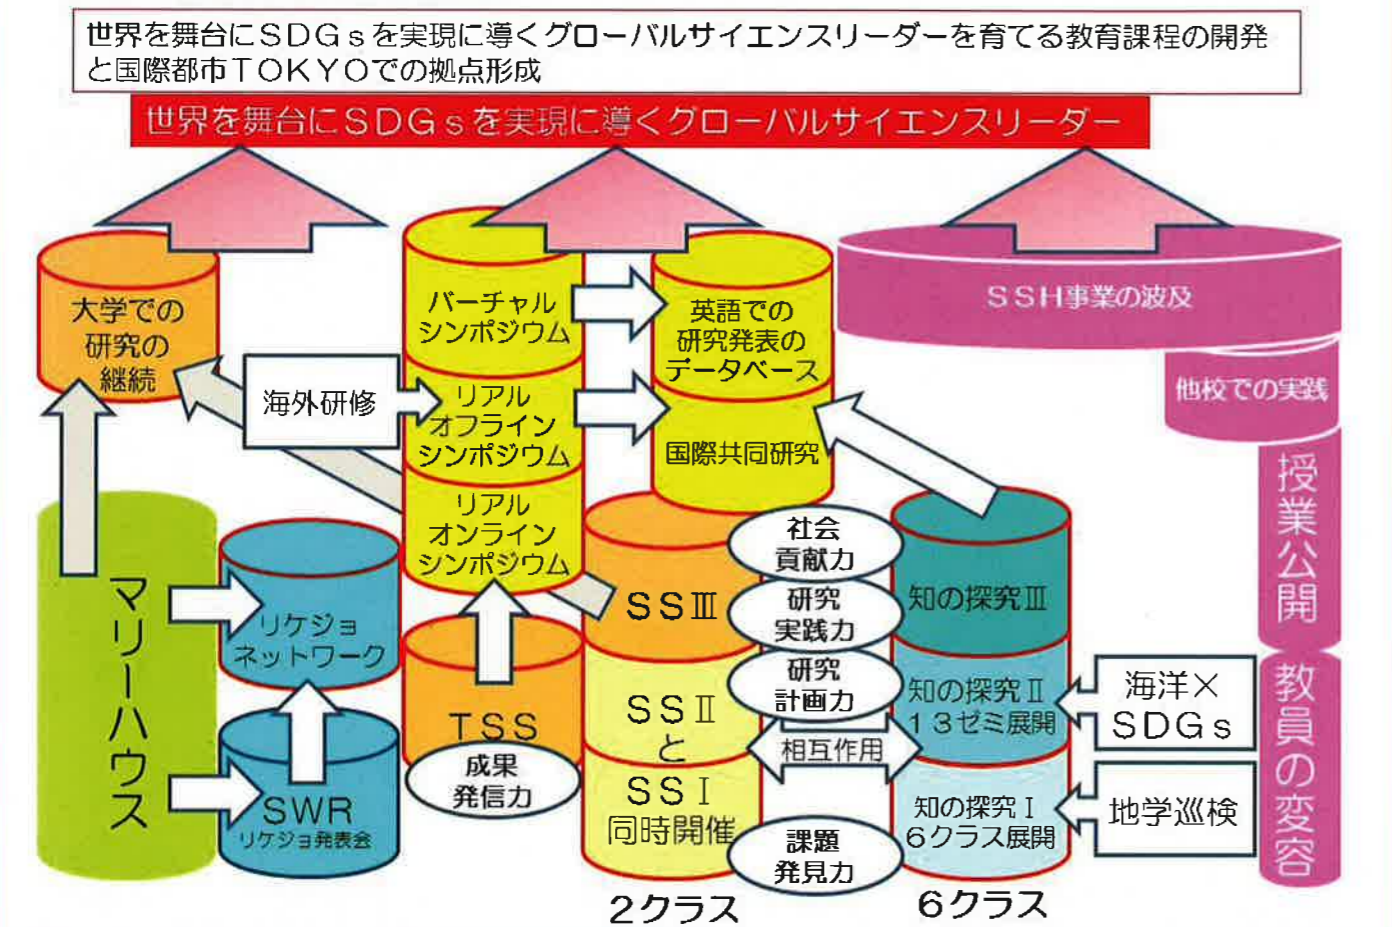 世界を舞台にSDGsを実現に導くグローバルサイエンスリーダーを育てる教育課程の開発
と国際都市TOKYOでの拠点形成
世界を舞台にSDGsを実現に導くグローバルサイエンスリーダー
大学での
研究の
継続
海外研修
バーチャル
シンポジウム
リアル
オフライン
シンポジウム
リアル
オンライン
シンポジウム
英語での
研究発表の
データベース
国際共同研究
SSH事業の波及
他校での実践
授業公開
教員の変容
マリーハウス
リケジョ
ネットワーク
SWR
リケジョ発表会
TSS
成果
発信力
SSⅢ
SSⅡ
と
SSⅠ
同時開催
2クラス
社会
貢献力
研究
実践力
研究
計画力
相互作用
課題
発見力
知の探究Ⅲ
知の探究Ⅱ
13ゼミ展開
知の探究Ⅰ
6クラス展開
6クラス
海洋×
SDGs
地学巡検